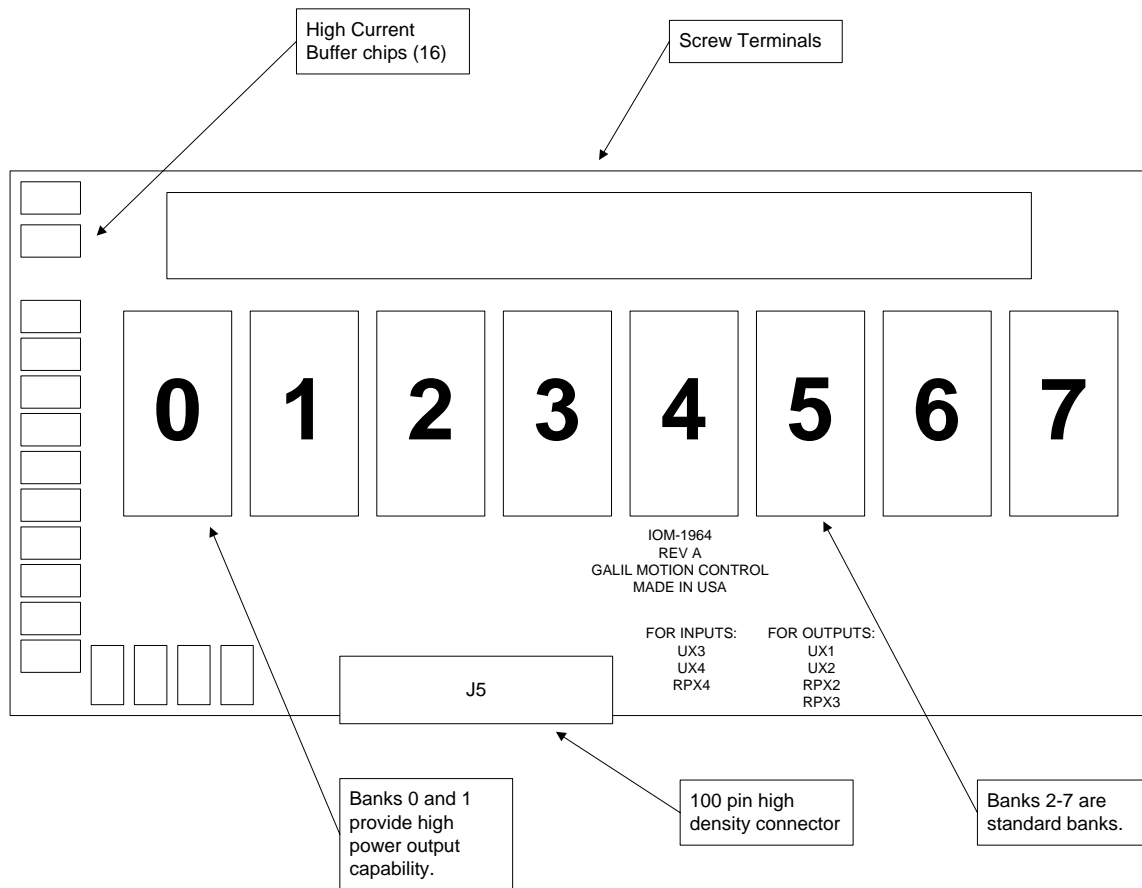 High Current
Buffer chips (16)
Screw Terminals
0
1
2
3
4
5
6
7
IOM-1964
REV A
GALIL MOTION CONTROL
MADE IN USA
FOR INPUTS:
UX3
UX4
RPX4
FOR OUTPUTS:
UX1
UX2
RPX2
RPX3
J5
Banks 0 and 1
provide high
power output
capability.
100 pin high
density connector
Banks 2-7 are
standard banks.